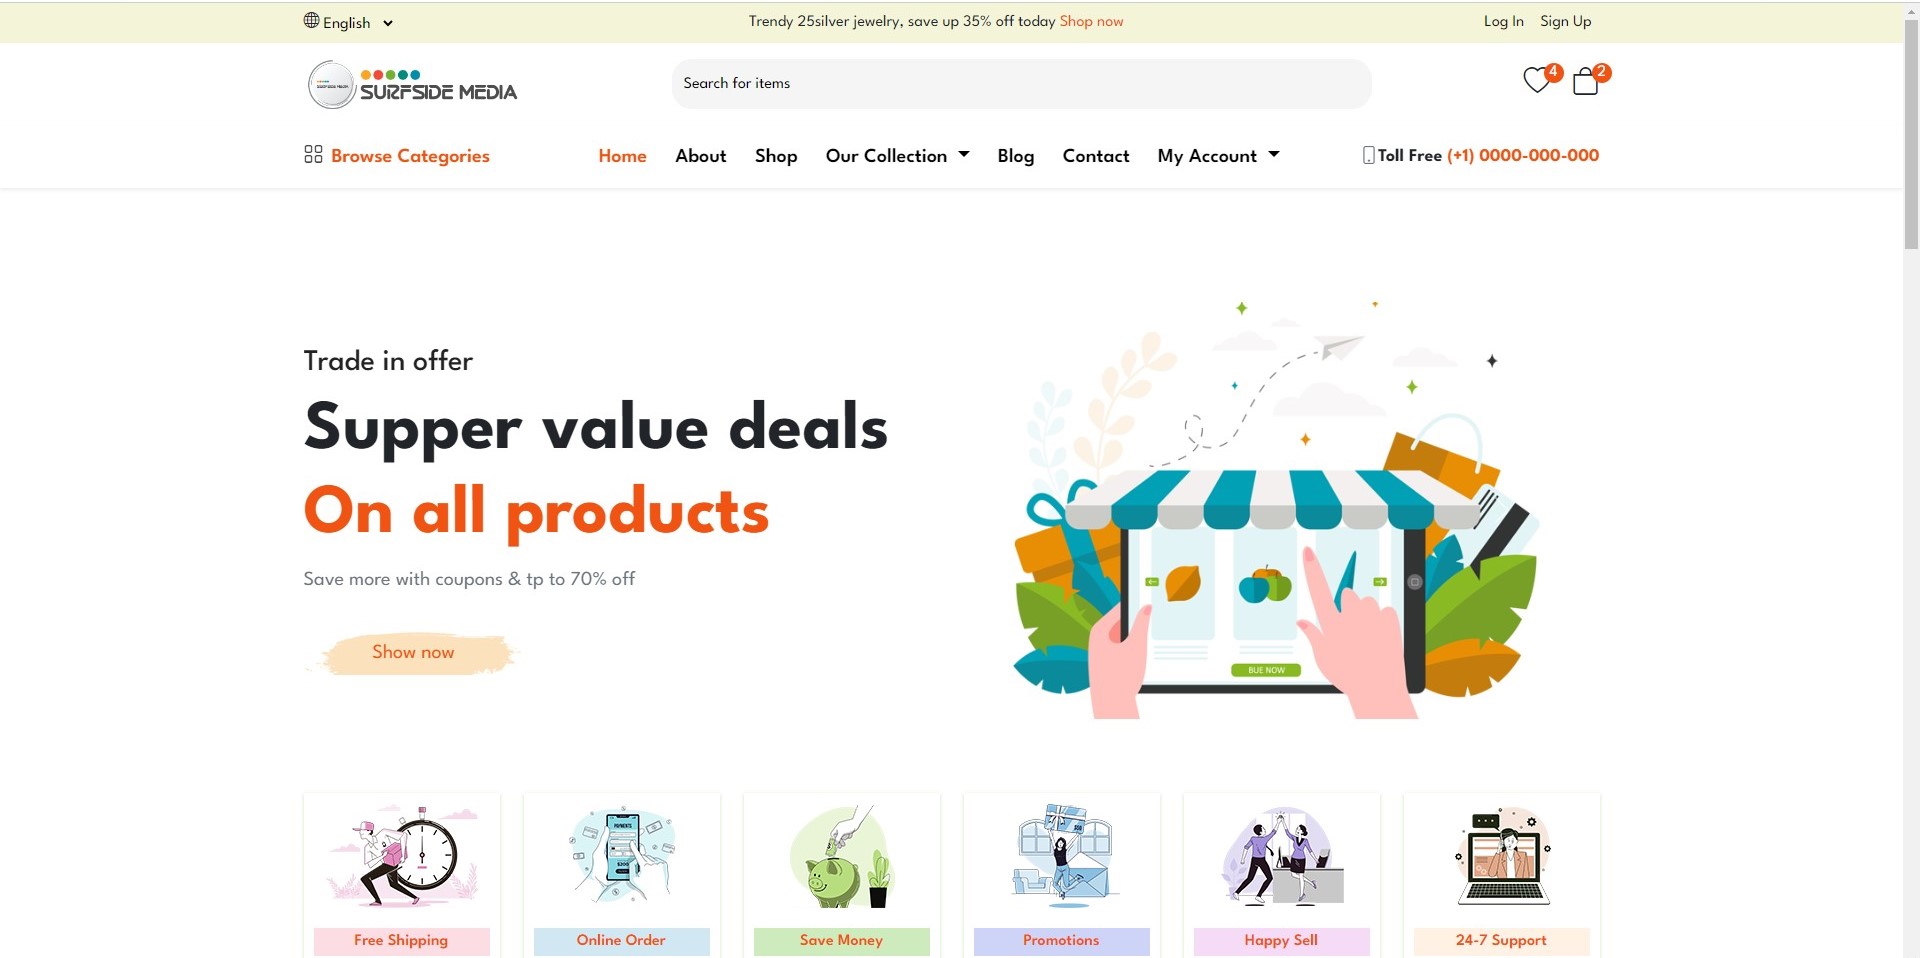 English
Trendy 25silver jewelry, save up 35% off today Shop now
Log In Sign Up
SURFSIDE MEDIA
Search for items
4
2
Browse Categories
Home
About
Shop
Our Collection
Blog
Contact
My Account
Toll Free (+1) 0000-000-000
Trade in offer
Supper value deals
On all products
Save more with coupons & tp to 70% off
Show now
BUE NOW
PAYMENTS
Free Shipping
Online Order
Save Money
Promotions
Happy Sell
24-7 Support